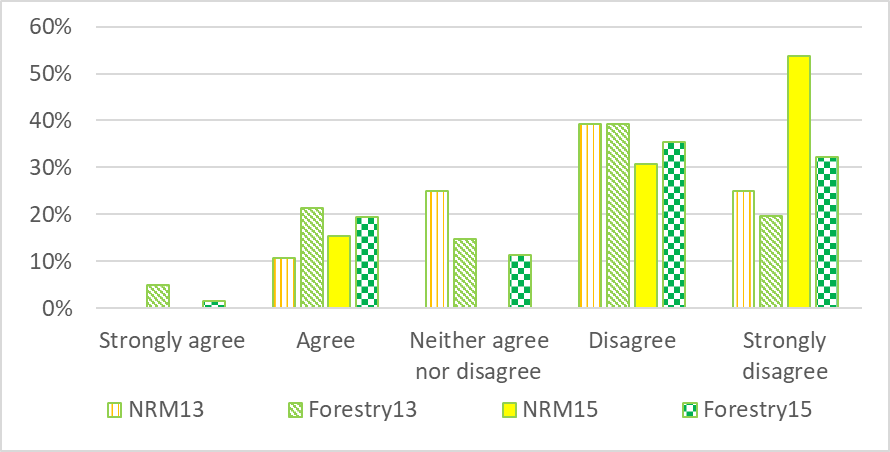 60%
50%
40%
30%
20%
10%
0%
Strongly agree
Agree
Neither agree
nor disagree
Disagree
Strongly
disagree
NRM13
Forestry13
NRM15
Forestry15